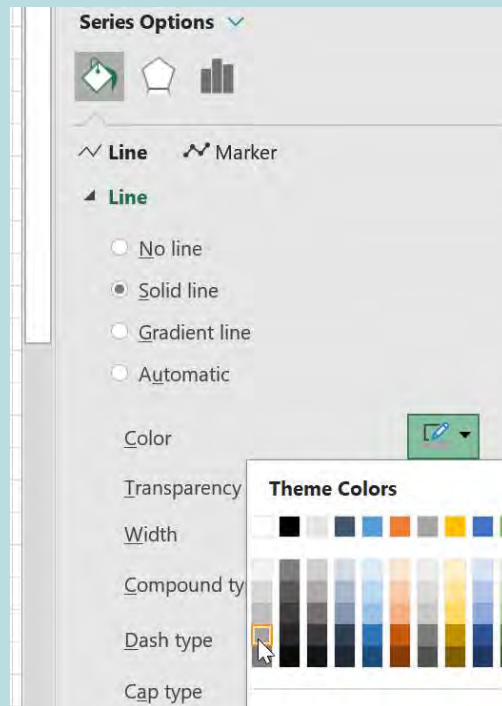 Series Options
Line Marker
Line
No line
Solid line
Gradient line
Automatic
Color
Transparency
Theme Colors
Width
Compound ty
Dash type
Cap type